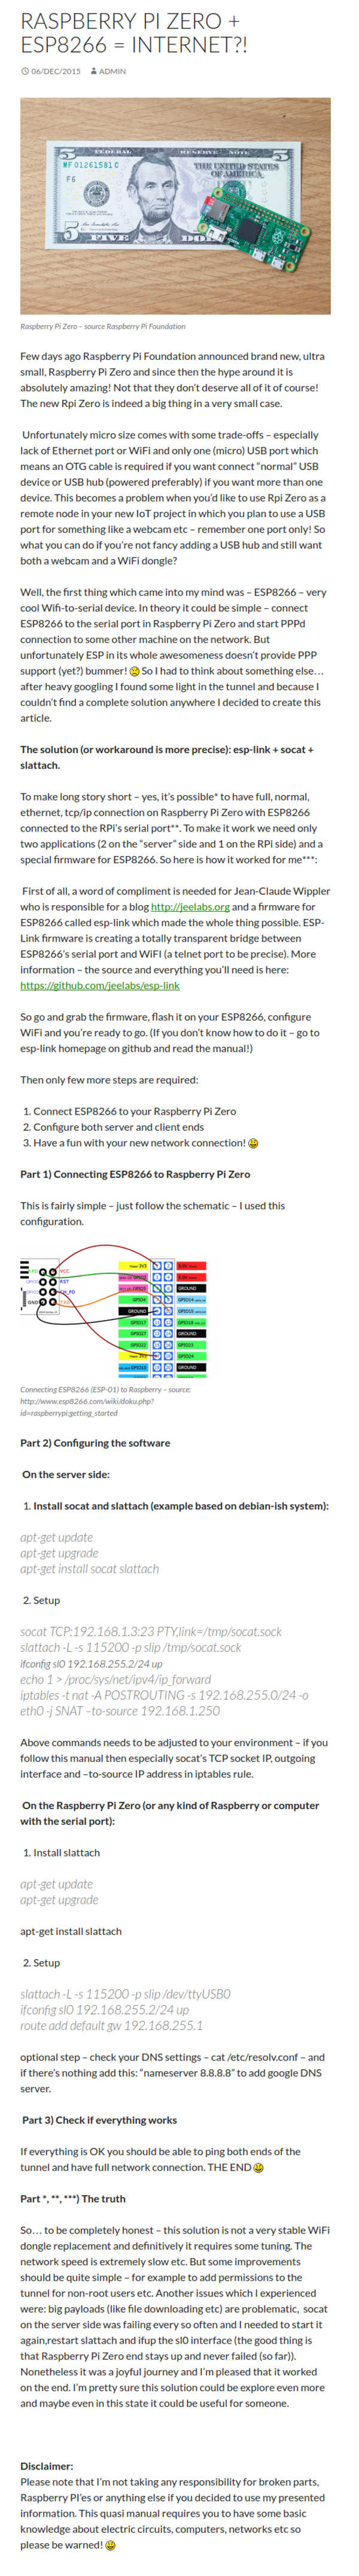 RASPBERRY PI ZERO +
ESP8266 = INTERNET?!
06/DEC/2015 ADMIN
FEDERAL RESERVE NOTE
MF01261581C
THE UNITED STATES
OF AMERICA
F6
FIVE DOLLARS
Raspberry Pi Zero – source Raspberry Pi Foundation
Few days ago Raspberry Pi Foundation announced brand new, ultra
small, Raspberry Pi Zero and since then the hype around it is
absolutely amazing! Not that they don't deserve all of it of course!
The new Rpi Zero is indeed a big thing in a very small case.
Unfortunately micro size comes with some trade-offs – especially
lack of Ethernet port or WiFi and only one (micro) USB port which
means an OTG cable is required if you want connect "normal" USB
device or USB hub (powered preferably) if you want more than one
device. This becomes a problem when you'd like to use Rpi Zero as a
remote node in your new IoT project in which you plan to use a USB
port for something like a webcam etc – remember one port only! So
what you can do if you're not fancy adding a USB hub and still want
both a webcam and a WiFi dongle?
Well, the first thing which came into my mind was – ESP8266 – very
cool Wifi-to-serial device. In theory it could be simple – connect
ESP8266 to the serial port in Raspberry Pi Zero and start PPPd
connection to some other machine on the network. But
unfortunately ESP in its whole awesomeness doesn't provide PPP
support (yet?) bummer! So I had to think about something else…
after heavy googling I found some light in the tunnel and because I
couldn't find a complete solution anywhere I decided to create this
article.
The solution (or workaround is more precise): esp-link + socat +
slattach.
To make long story short – yes, it's possible* to have full, normal,
ethernet, tcp/ip connection on Raspberry Pi Zero with ESP8266
connected to the RPi's serial port**. To make it work we need only
two applications (2 on the "server" side and 1 on the RPi side) and a
special firmware for ESP8266. So here is how it worked for me***:
First of all, a word of compliment is needed for Jean-Claude Wippler
who is responsible for a blog http://jeelabs.org and a firmware for
ESP8266 called esp-link which made the whole thing possible. ESP-
Link firmware is creating a totally transparent bridge between
ESP8266's serial port and WiFI (a telnet port to be precise). More
information – the source and everything you'll need is here:
https://github.com/jeelabs/esp-link
So go and grab the firmware, flash it on your ESP8266, configure
WiFi and you're ready to go. (If you don't know how to do it – go to
esp-link homepage on github and read the manual!)
Then only few more steps are required:
1. Connect ESP8266 to your Raspberry Pi Zero
2. Configure both server and client ends
3. Have a fun with your new network connection!
Part 1) Connecting ESP8266 to Raspberry Pi Zero
This is fairly simple – just follow the schematic – I used this
configuration.
VCC
RST
CH_PD
GND
GPIO4
GROUND
GPIO17
GPIO27
GPIO22
GROUND
GPIO14
GPIO15
GPIO18
GROUND
GPIO23
GPIO24
GROUND
Connecting ESP8266 (ESP-01) to Raspberry – source:
http://www.esp8266.com/wiki/doku.php?
id=raspberrypi:getting_started
Part 2) Configuring the software
On the server side:
1. Install socat and slattach (example based on debian-ish system):
apt-get update
apt-get upgrade
apt-get install socat slattach
2. Setup
socat TCP:192.168.1.3:23 PTY,link=/tmp/socat.sock
slattach -L -s 115200 -p slip /tmp/socat.sock
ifconfig sl0 192.168.255.2/24 up
echo 1 > /proc/sys/net/ipv4/ip_forward
iptables -t nat -A POSTROUTING -s 192.168.255.0/24 -o
eth0 -j SNAT –to-source 192.168.1.250
Above commands needs to be adjusted to your environment – if you
follow this manual then especially socat's TCP socket IP, outgoing
interface and –to-source IP address in iptables rule.
On the Raspberry Pi Zero (or any kind of Raspberry or computer
with the serial port):
1. Install slattach
apt-get update
apt-get upgrade
apt-get install slattach
2. Setup
slattach -L -s 115200 -p slip /dev/ttyUSB0
ifconfig sl0 192.168.255.2/24 up
route add default gw 192.168.255.1
optional step – check your DNS settings – cat /etc/resolv.conf – and
if there's nothing add this: "nameserver 8.8.8.8" to add google DNS
server.
Part 3) Check if everything works
If everything is OK you should be able to ping both ends of the
tunnel and have full network connection. THE END
Part *, **, ***) The truth
So… to be completely honest – this solution is not a very stable WiFi
dongle replacement and definitively it requires some tuning. The
network speed is extremely slow etc. But some improvements
should be quite simple – for example to add permissions to the
tunnel for non-root users etc. Another issues which I experienced
were: big payloads (like file downloading etc) are problematic, socat
on the server side was failing every so often and I needed to start it
again,restart slattach and ifup the sl0 interface (the good thing is
that Raspberry Pi Zero end stays up and never failed (so far)).
Nonetheless it was a joyful journey and I'm pleased that it worked
on the end. I'm pretty sure this solution could be explore even more
and maybe even in this state it could be useful for someone.
Disclaimer:
Please note that I'm not taking any responsibility for broken parts,
Raspberry PI'es or anything else if you decided to use my presented
information. This quasi manual requires you to have some basic
knowledge about electric circuits, computers, networks etc so
please be warned!